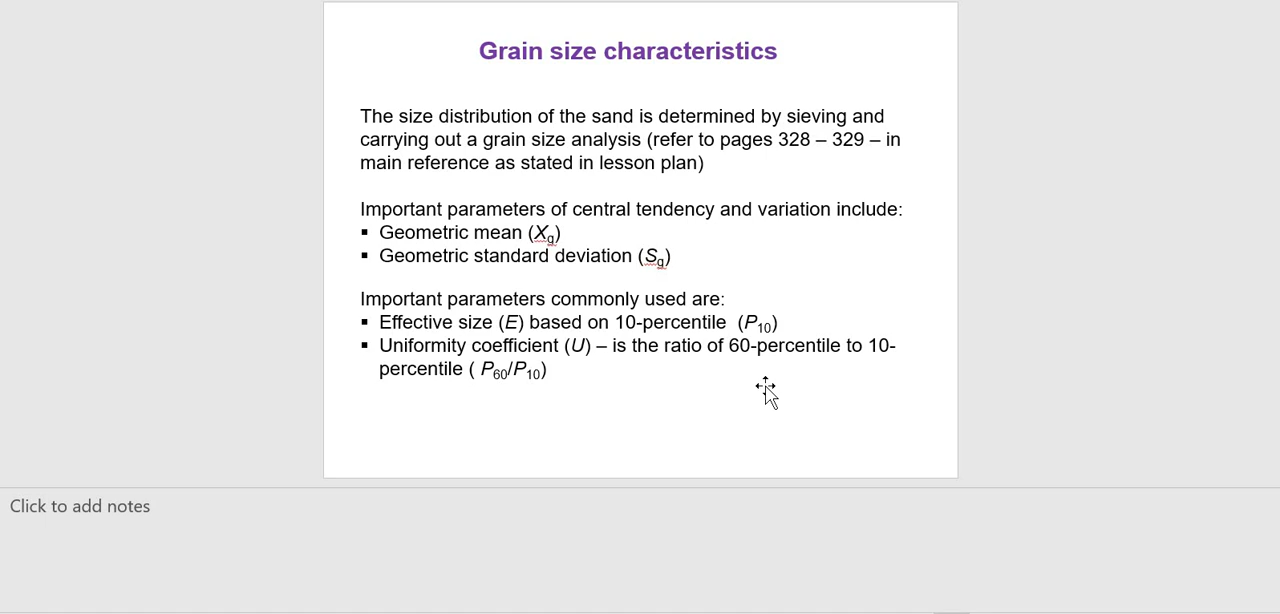 Grain size characteristics
The size distribution of the sand is determined by sieving and
carrying out a grain size analysis (refer to pages 328 – 329 – in
main reference as stated in lesson plan)
Important parameters of central tendency and variation include:
▪ Geometric mean (Xg)
▪ Geometric standard deviation (Sg)
Important parameters commonly used are:
▪ Effective size (E) based on 10-percentile (P10)
▪ Uniformity coefficient (U) – is the ratio of 60-percentile to 10-
percentile ( P60/P10)
Click to add notes